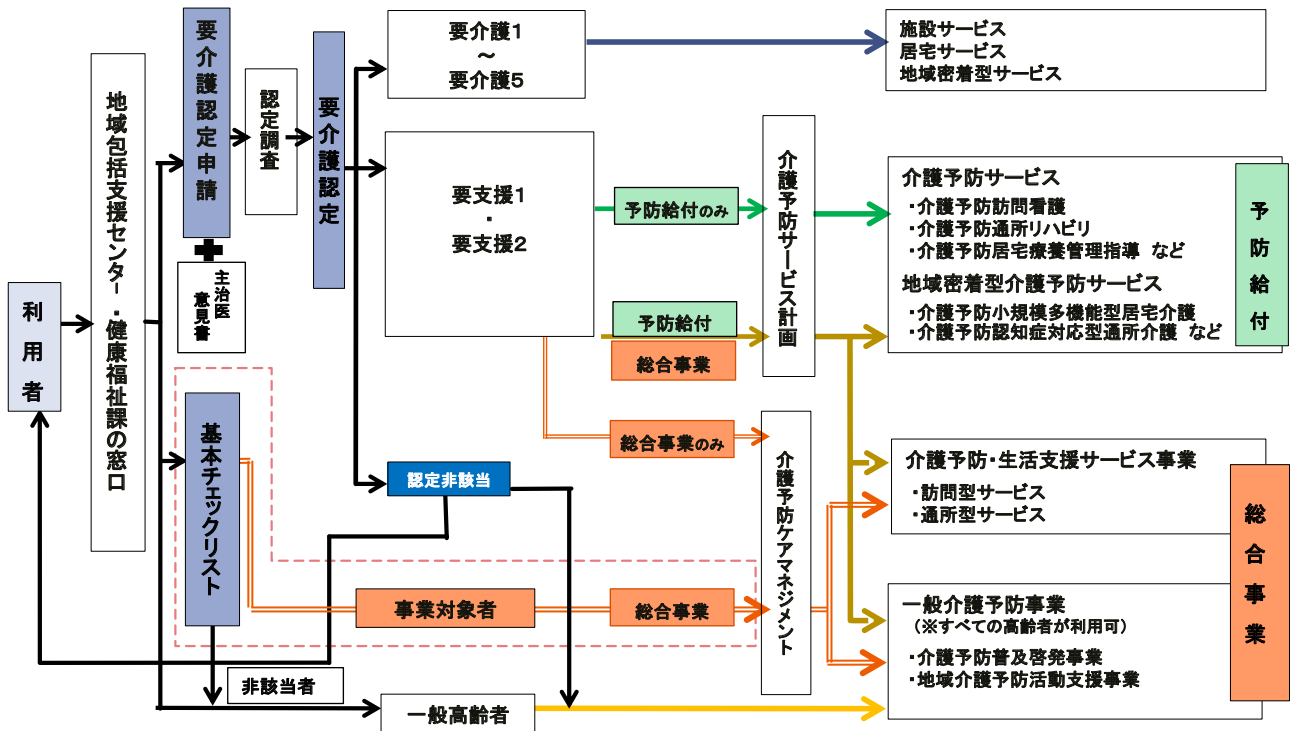 利用者
地域包括支援センター・健康福祉課の窓口
要介護認定申請
主治医
意見書
認定調査
要介護認定
要介護1
～
要介護5
施設サービス
居宅サービス
地域密着型サービス
要支援1
・
要支援2
予防給付のみ
予防給付
総合事業
総合事業のみ
介護予防サービス計画
介護予防サービス
・介護予防訪問看護
・介護予防通所リハビリ
・介護予防居宅療養管理指導 など
地域密着型介護予防サービス
・介護予防小規模多機能型居宅介護
・介護予防認知症対応型通所介護 など
予防給付
基本チェックリスト
認定非該当
事業対象者
総合事業
介護予防ケアマネジメント
介護予防・生活支援サービス事業
・訪問型サービス
・通所型サービス
一般介護予防事業
（※すべての高齢者が利用可）
・介護予防普及啓発事業
・地域介護予防活動支援事業
総合事業
非該当者
一般高齢者